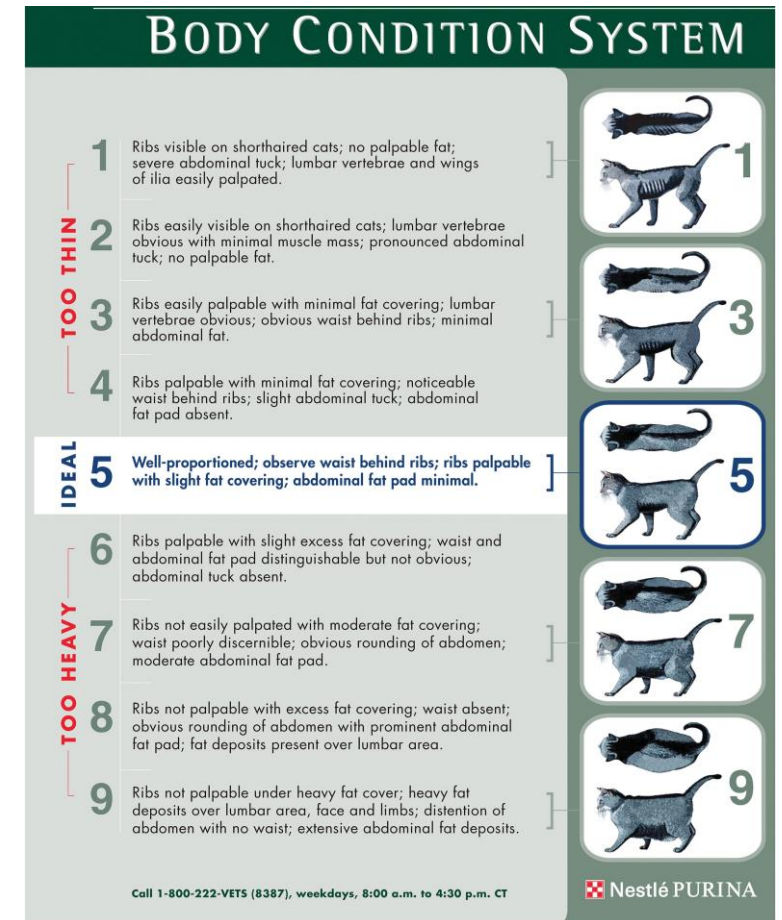 BODY CONDITION SYSTEM
TOO THIN
1
Ribs visible on shorthaired cats; no palpable fat;
severe abdominal tuck; lumbar vertebrae and wings
of ilia easily palpated.
2
Ribs easily visible on shorthaired cats; lumbar vertebrae
obvious with minimal muscle mass; pronounced abdominal
tuck; no palpable fat.
3
Ribs easily palpable with minimal fat covering; lumbar
vertebrae obvious; obvious waist behind ribs; minimal
abdominal fat.
4
Ribs palpable with minimal fat covering; noticeable
waist behind ribs; slight abdominal tuck; abdominal
fat pad absent.
IDEAL
5
Well-proportioned; observe waist behind ribs; ribs palpable
with slight fat covering; abdominal fat pad minimal.
TOO HEAVY
6
Ribs palpable with slight excess fat covering; waist and
abdominal fat pad distinguishable but not obvious;
abdominal tuck absent.
7
Ribs not easily palpated with moderate fat covering;
waist poorly discernible; obvious rounding of abdomen;
moderate abdominal fat pad.
8
Ribs not palpable with excess fat covering; waist absent;
obvious rounding of abdomen with prominent abdominal
fat pad; fat deposits present over lumbar area.
9
Ribs not palpable under heavy fat cover; heavy fat
deposits over lumbar area, face and limbs; distention of
abdomen with no waist; extensive abdominal fat deposits.
1
3
5
7
9
Call 1-800-222-VETS (8387), weekdays, 8:00 a.m. to 4:30 p.m. CT
Nestlé PURINA